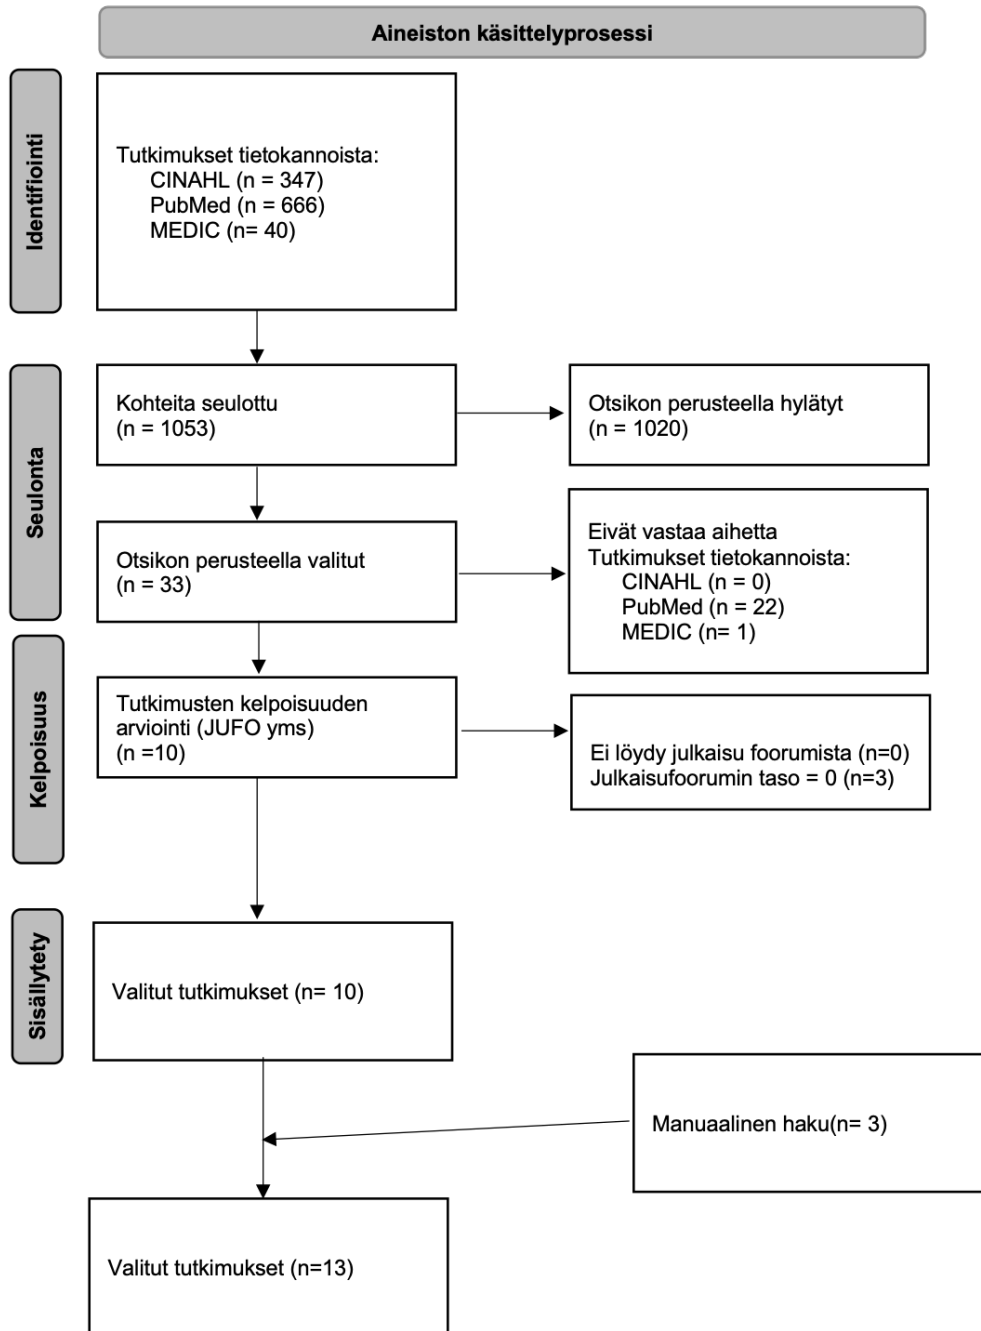 Aineiston käsittelyprosessi
Identifiointi
Tutkimukset tietokannoista:
CINAHL (n = 347)
PubMed (n = 666)
MEDIC (n= 40)
Seulonta
Kohteita seulottu
(n = 1053)
Otsikon perusteella hylätyt
(n = 1020)
Otsikon perusteella valitut
(n = 33)
Eivät vastaa aihetta
Tutkimukset tietokannoista:
CINAHL (n = 0)
PubMed (n = 22)
MEDIC (n= 1)
Kelpoisuus
Tutkimusten kelpoisuuden
arviointi (JUFO yms)
(n =10)
Ei löydy julkaisu foorumista (n=0)
Julkaisufoorumin taso = 0 (n=3)
Sisällytety
Valitut tutkimukset (n= 10)
Manuaalinen haku(n= 3)
Valitut tutkimukset (n=13)